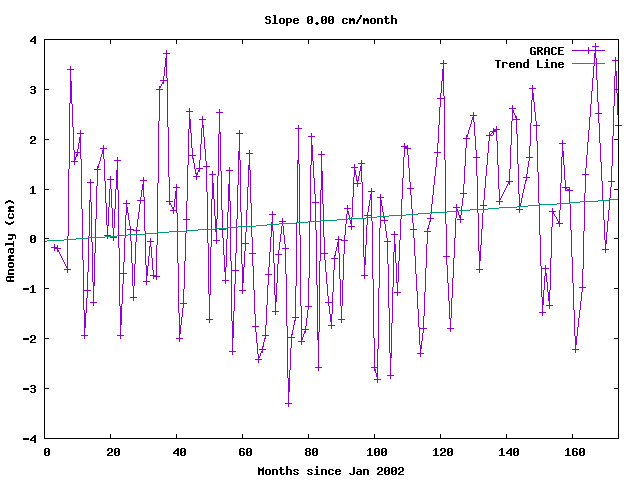 Slope 0.00 cm/month
GRACE
Trend Line
4
3
2
1
0
-1
-2
-3
-4
Anomaly (cm)
0 20 40 60 80 100 120 140 160
Months since Jan 2002